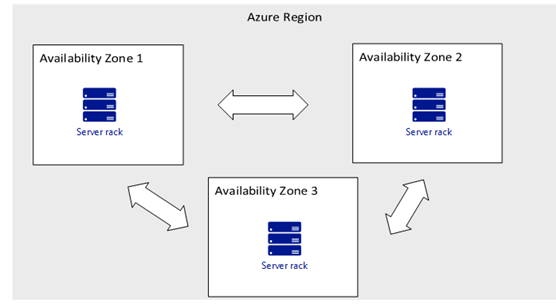 Azure Region
Availability Zone 1
Server rack
Availability Zone 2
Server rack
Availability Zone 3
Server rack